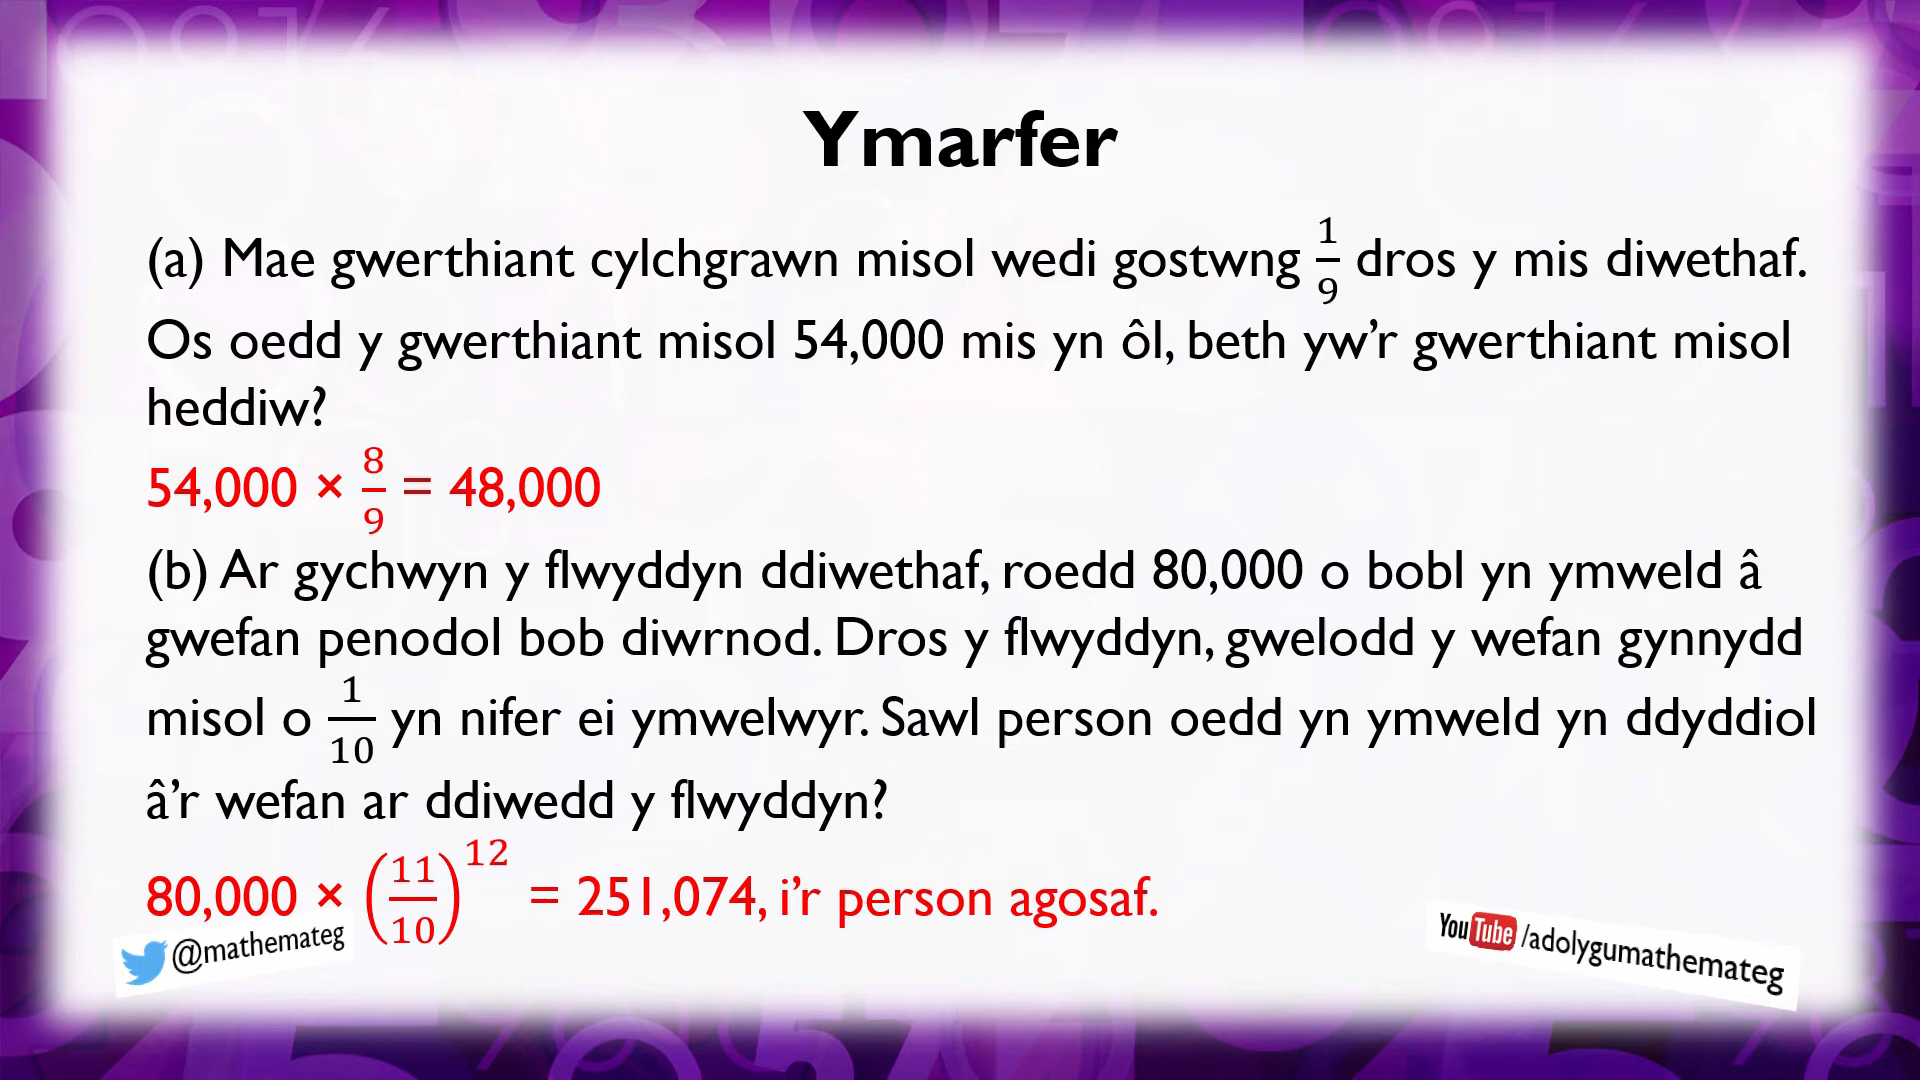 Ymarfer
(a) Mae gwerthiant cylchgrawn misol wedi gostwng 1/9 dros y mis diwethaf.
Os oedd y gwerthiant misol 54,000 mis yn ôl, beth yw’r gwerthiant misol
heddiw?
54,000 × 8/9 = 48,000
(b) Ar gychwyn y flwyddyn ddiwethaf, roedd 80,000 o bobl yn ymweld â
gwefan penodol bob diwrnod. Dros y flwyddyn, gwelodd y wefan gynnydd
misol o 1/10 yn nifer ei ymwelwyr. Sawl person oedd yn ymweld yn ddyddiol
â’r wefan ar ddiwedd y flwyddyn?
80,000 × (11/10)^12 = 251,074, i’r person agosaf.
@mathemateg
YouTube /adolygumathemateg